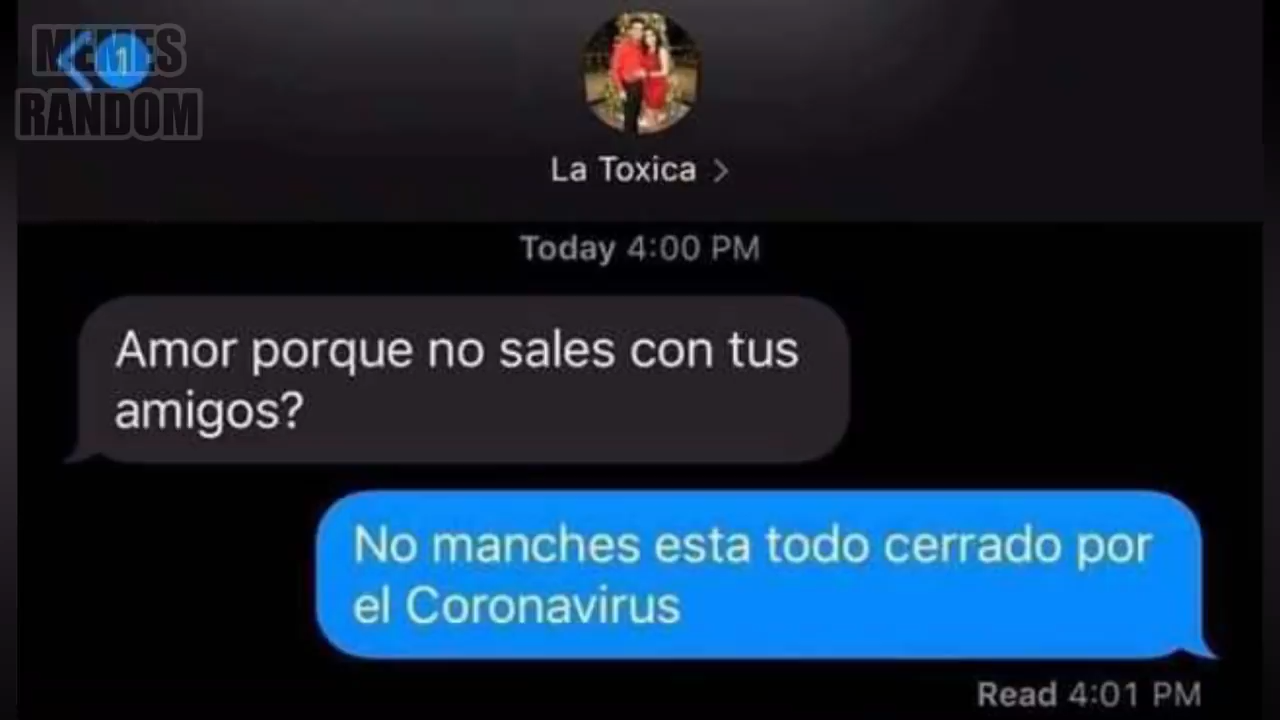 MEMES
RANDOM
1
La Toxica >
Today 4:00 PM
Amor porque no sales con tus
amigos?
No manches esta todo cerrado por
el Coronavirus
Read 4:01 PM